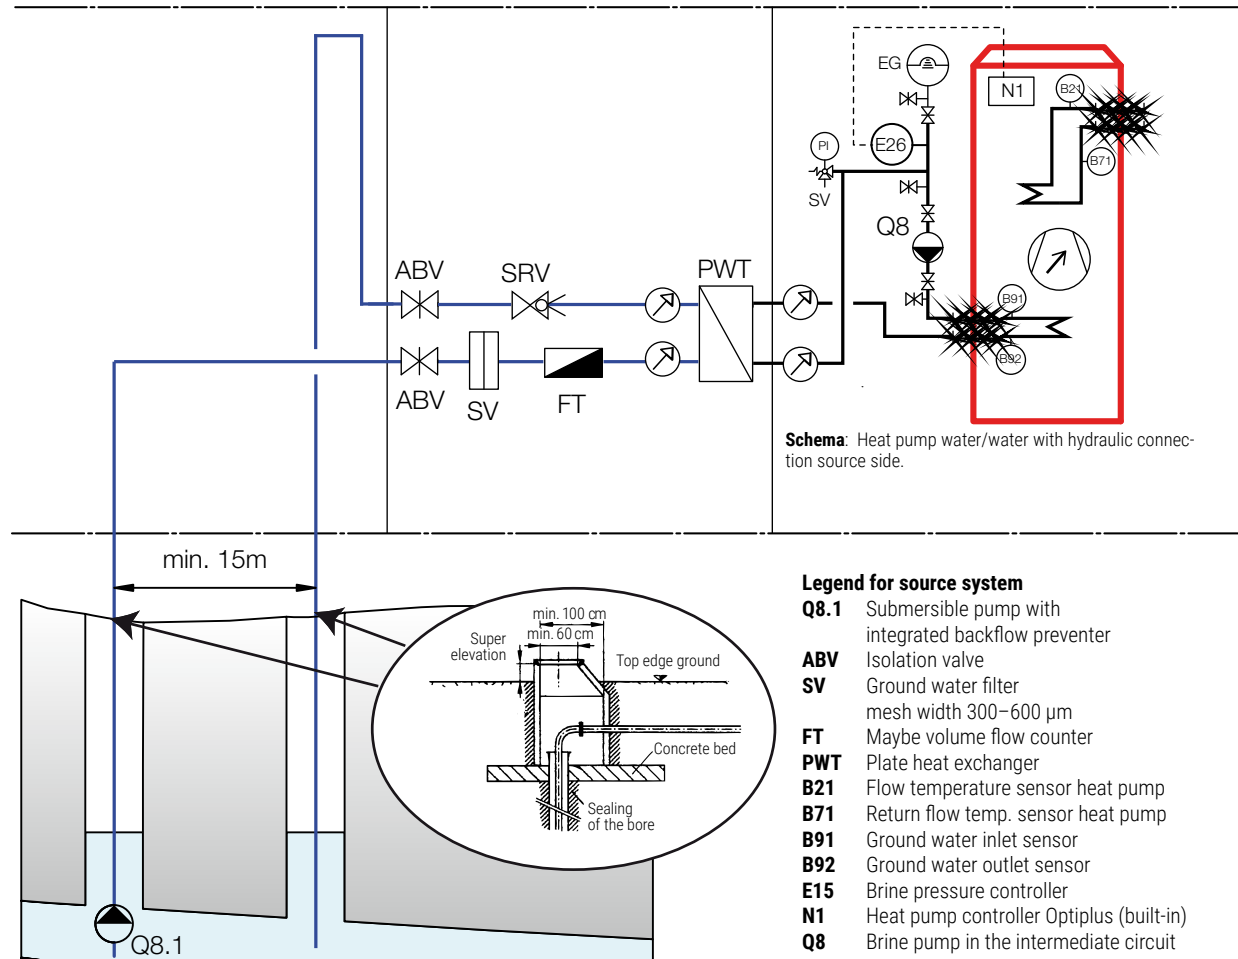 EG
N1
B21
E26
PI
B71
SV
Q8
ABV
SRV
PWT
B91
B92
ABV
SV
FT
Schema: Heat pump water/water with hydraulic connec-
tion source side.
min. 15m
min. 100 cm
min. 60 cm
Super
elevation
Top edge ground
Concrete bed
Sealing
of the bore
Q8.1
Legend for source system
Q8.1 Submersible pump with
integrated backflow preventer
ABV Isolation valve
SV Ground water filter
mesh width 300–600 µm
FT Maybe volume flow counter
PWT Plate heat exchanger
B21 Flow temperature sensor heat pump
B71 Return flow temp. sensor heat pump
B91 Ground water inlet sensor
B92 Ground water outlet sensor
E15 Brine pressure controller
N1 Heat pump controller Optiplus (built-in)
Q8 Brine pump in the intermediate circuit